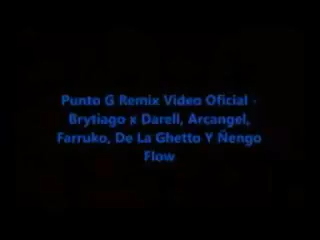 Punto G Remix Video Oficial -
Brytiago x Darell, Arcangel,
Farruko, De La Ghetto Y Ñengo
Flow